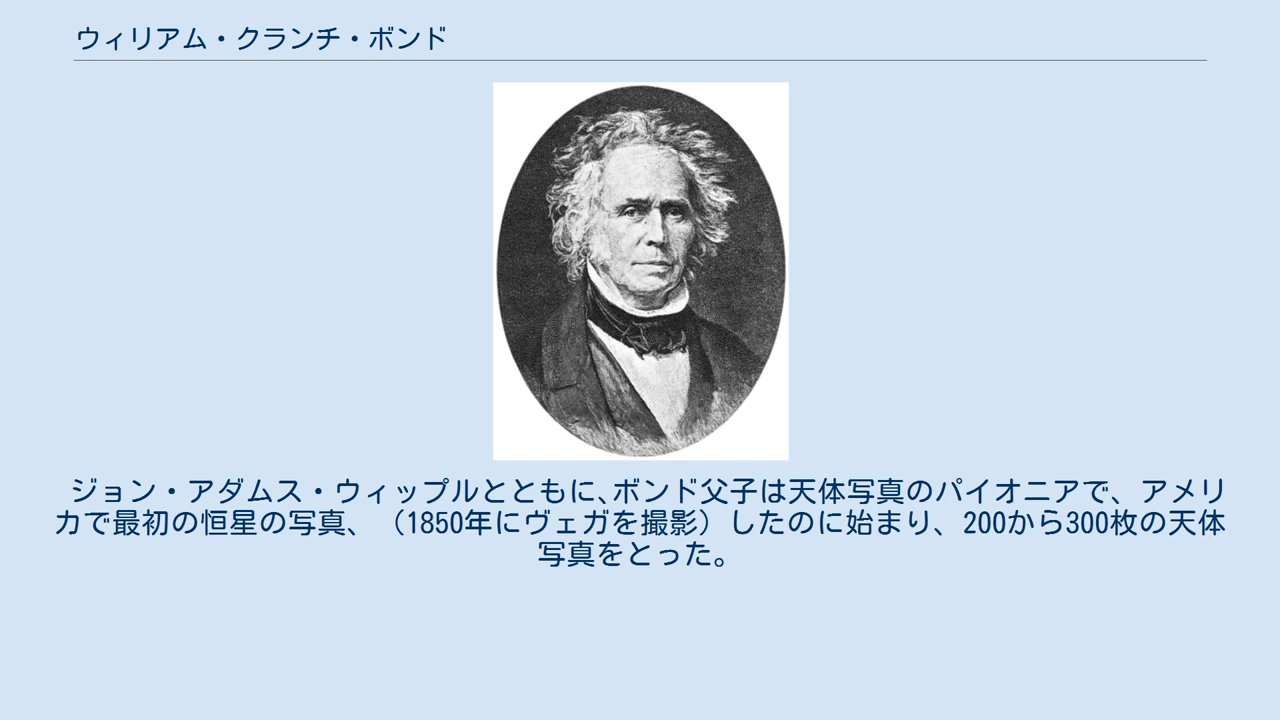 ウィリアム・クランチ・ボンド
ジョン・アダムス・ウィップルとともに､ボンド父子は天体写真のパイオニアで、アメリ
カで最初の恒星の写真、（1850年にヴェガを撮影）したのに始まり、200から300枚の天体
写真をとった。